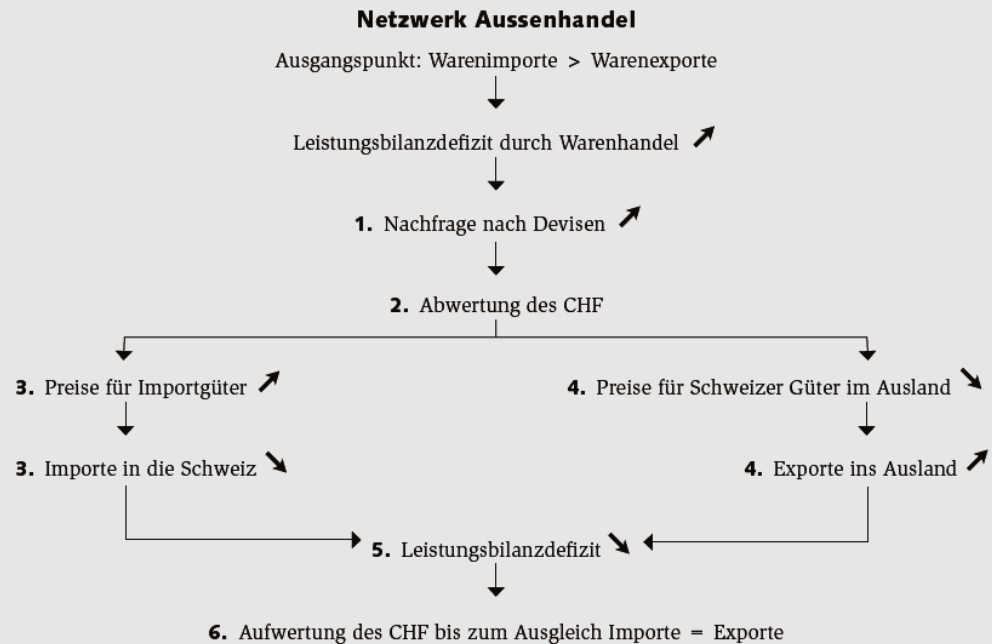 Netzwerk Aussenhandel
Ausgangspunkt: Warenimporte > Warenexporte
Leistungsbilanzdefizit durch Warenhandel
1. Nachfrage nach Devisen
2. Abwertung des CHF
3. Preise für Importgüter
4. Preise für Schweizer Güter im Ausland
3. Importe in die Schweiz
4. Exporte ins Ausland
5. Leistungsbilanzdefizit
6. Aufwertung des CHF bis zum Ausgleich Importe = Exporte